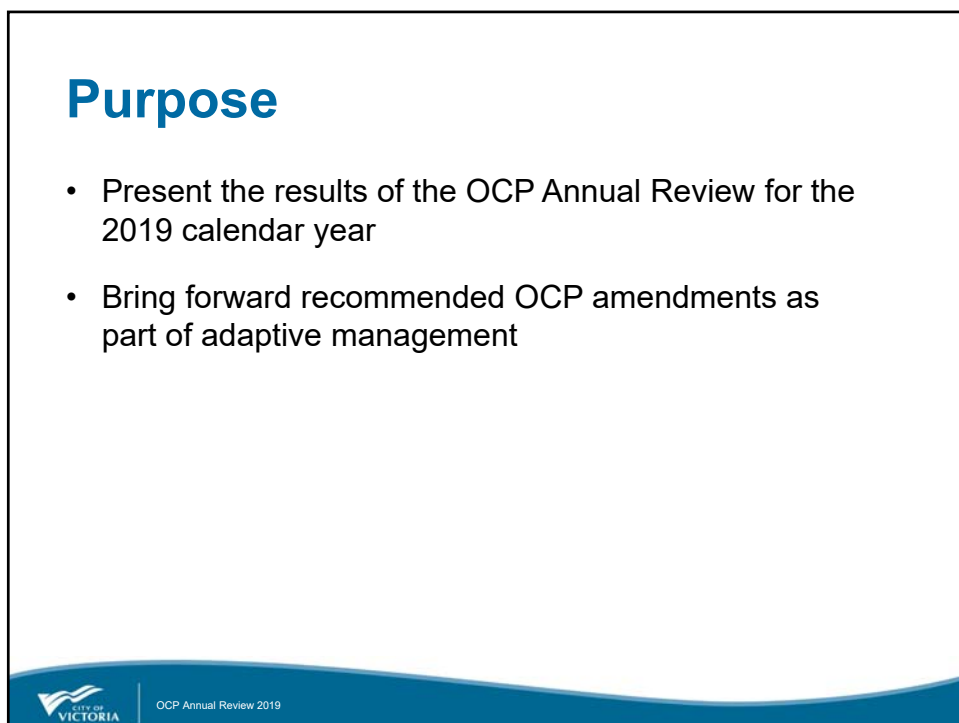 Purpose
• Present the results of the OCP Annual Review for the
2019 calendar year
• Bring forward recommended OCP amendments as
part of adaptive management
CITY OF
VICTORIA
OCP Annual Review 2019